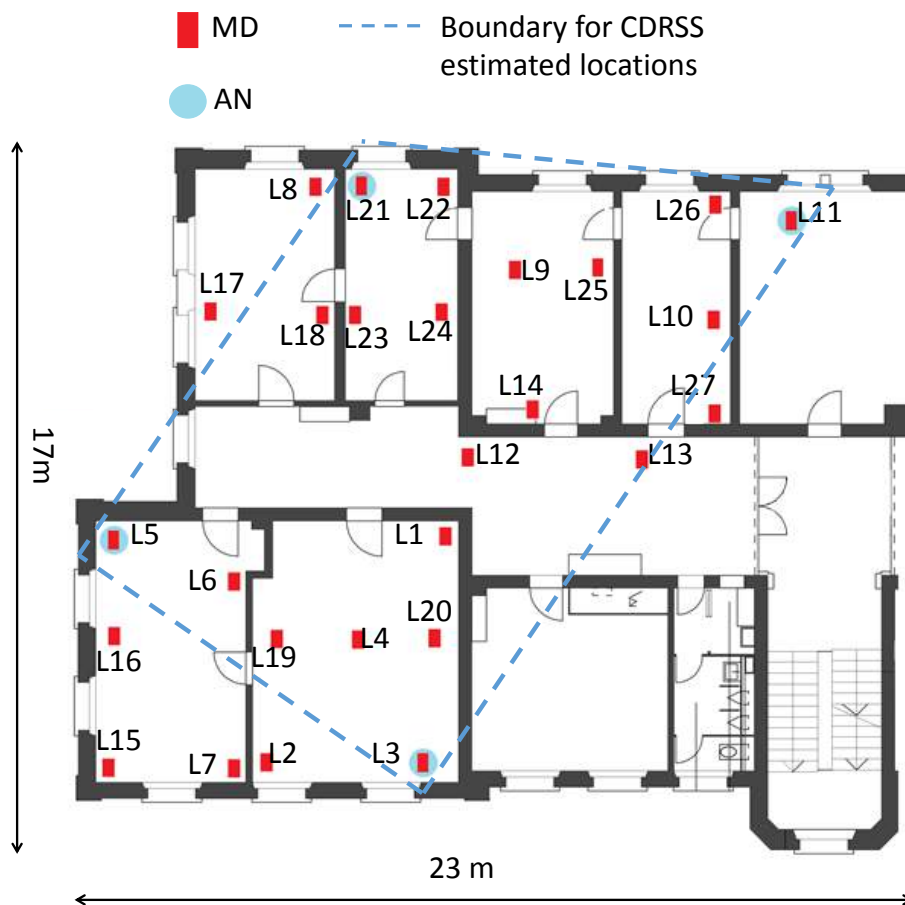 MD
Boundary for CDRSS
estimated locations
AN
L8
L21
L22
L26
L11
L9
L25
L17
L18
L23
L24
L10
L14
L27
17m
L12
L13
L5
L1
L6
L20
L16
L19
L4
L15
L7
L2
L3
23 m